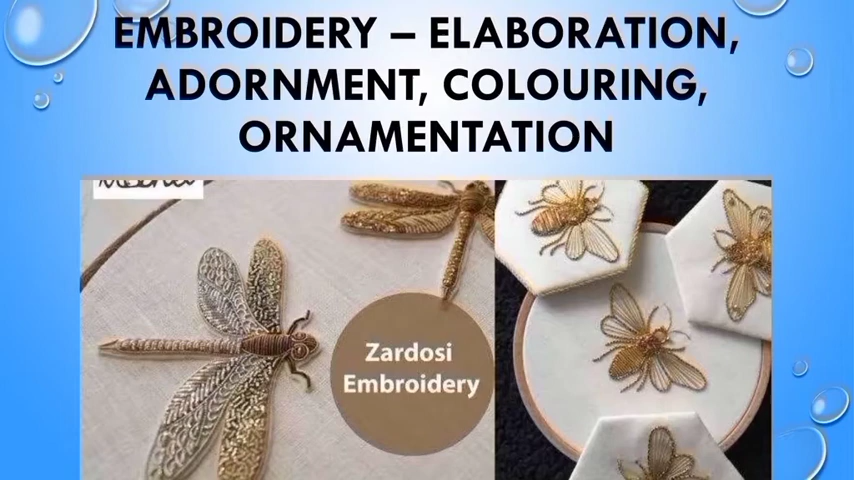 EMBROIDERY – ELABORATION,
ADORNMENT, COLOURING,
ORNAMENTATION
Zardosi
Embroidery